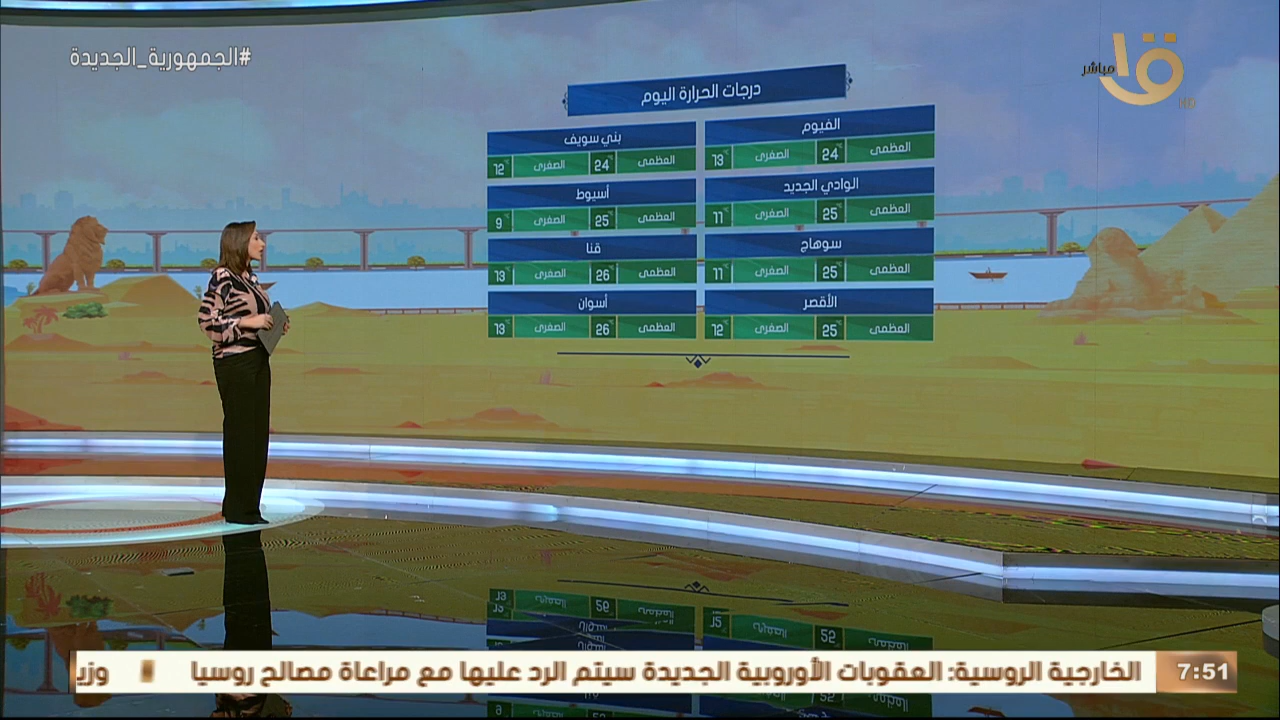 #الجمهورية_الجديدة
مباشر
HD
درجات الحرارة اليوم
الفيوم
العظمى 24 الصغرى 13
بني سويف
العظمى 24 الصغرى 12
الوادي الجديد
العظمى 25 الصغرى 11
أسيوط
العظمى 25 الصغرى 9
سوهاج
العظمى 25 الصغرى 11
قنا
العظمى 26 الصغرى 13
الأقصر
العظمى 25 الصغرى 12
أسوان
العظمى 26 الصغرى 13
7:51
الخارجية الروسية: العقوبات الأوروبية الجديدة سيتم الرد عليها مع مراعاة مصالح روسيا